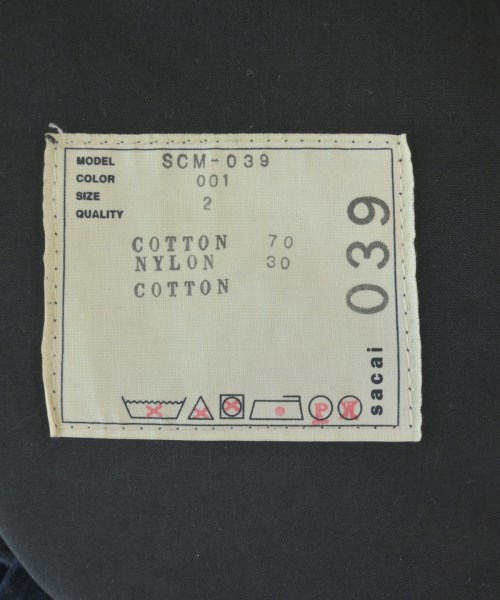 MODEL SCM-039
COLOR 001
SIZE 2
QUALITY
COTTON 70
NYLON 30
COTTON
039
sacai
P W